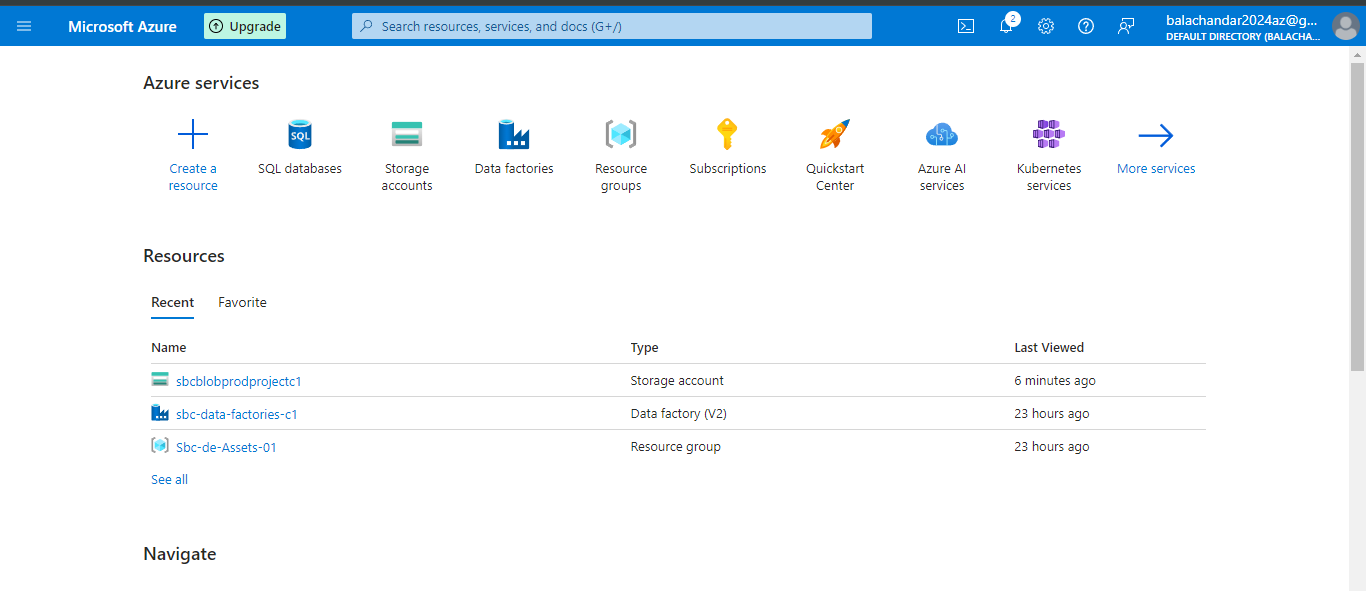 Microsoft Azure
Upgrade
Search resources, services, and docs (G+/)
2
balachandar2024az@g...
DEFAULT DIRECTORY (BALACHA...
Azure services
SQL
Create a
resource
SQL databases
Storage
accounts
Data factories
Resource
groups
Subscriptions
Quickstart
Center
Azure AI
services
Kubernetes
services
More services
Resources
Recent Favorite
Name Type Last Viewed
sbcblobprodprojectc1 Storage account 6 minutes ago
sbc-data-factories-c1 Data factory (V2) 23 hours ago
Sbc-de-Assets-01 Resource group 23 hours ago
See all
Navigate